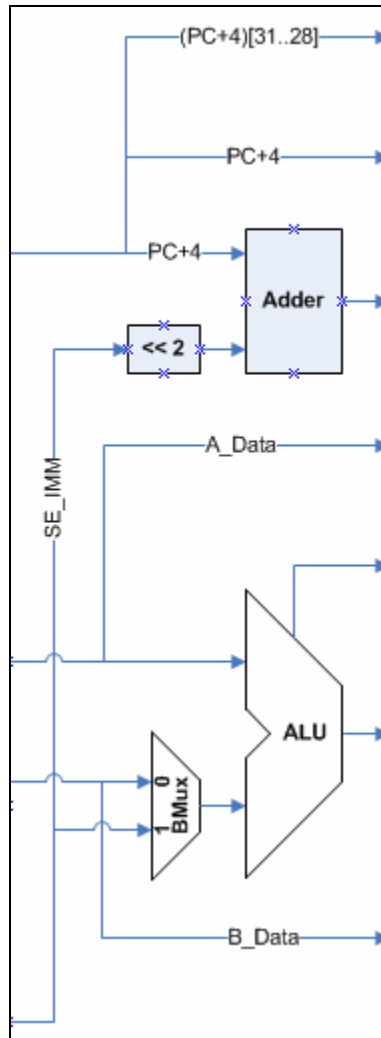 (PC+4)[31..28]
PC+4
PC+4
Adder
<< 2
A_Data
SE_IMM
ALU
0
1
BMux
B_Data